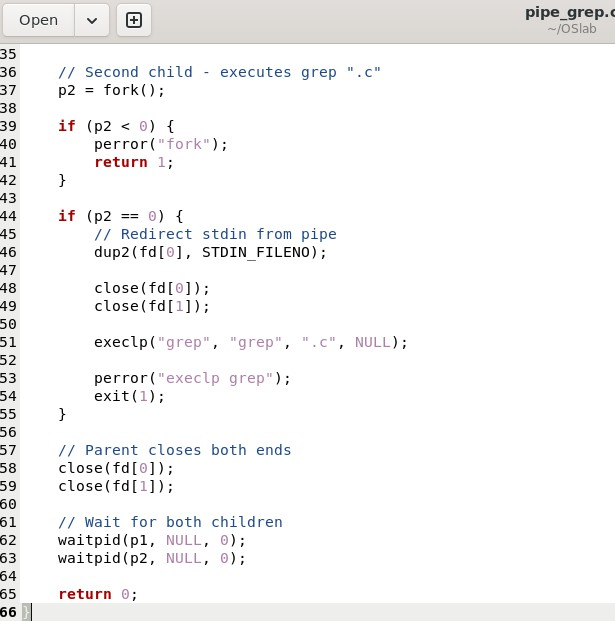 Open
pipe_grep.c
~/OSlab
35
36 // Second child - executes grep ".c"
37 p2 = fork();
38
39 if (p2 < 0) {
40 perror("fork");
41 return 1;
42 }
43
44 if (p2 == 0) {
45 // Redirect stdin from pipe
46 dup2(fd[0], STDIN_FILENO);
47
48 close(fd[0]);
49 close(fd[1]);
50
51 execlp("grep", "grep", ".c", NULL);
52
53 perror("execlp grep");
54 exit(1);
55 }
56
57 // Parent closes both ends
58 close(fd[0]);
59 close(fd[1]);
60
61 // Wait for both children
62 waitpid(p1, NULL, 0);
63 waitpid(p2, NULL, 0);
64
65 return 0;
66 }